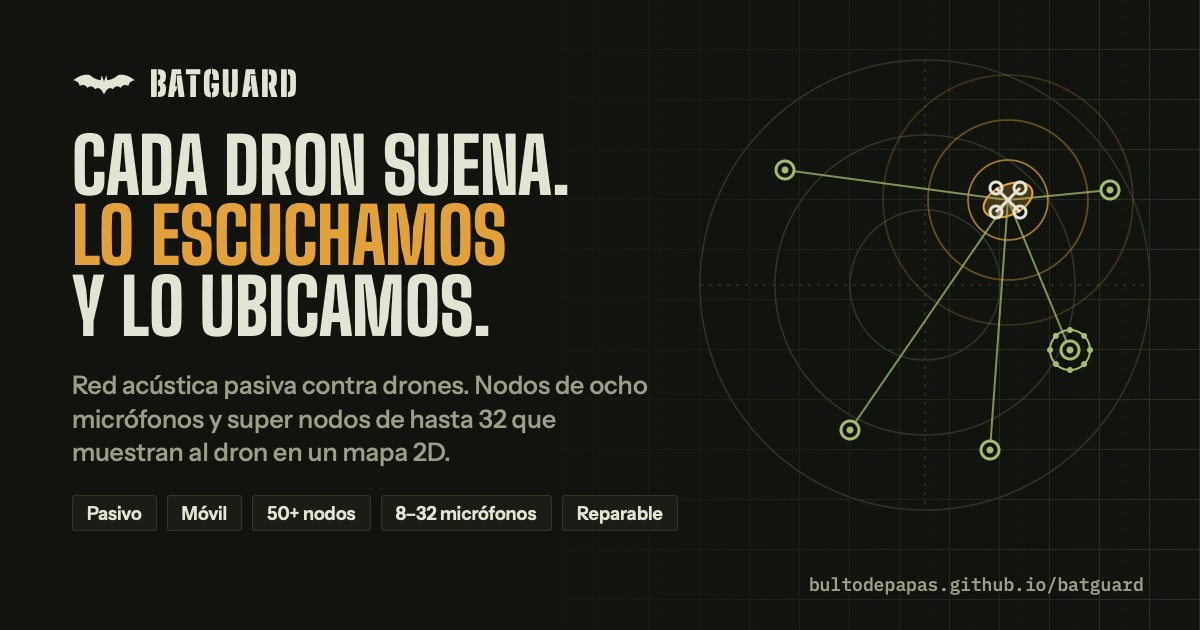 BATGUARD
CADA DRON SUENA.
LO ESCUCHAMOS
Y LO UBICAMOS.
Red acústica pasiva contra drones. Nodos de ocho
micrófonos y super nodos de hasta 32 que
muestran al dron en un mapa 2D.
Pasivo Móvil 50+ nodos 8–32 micrófonos Reparable
bultodepapas.github.io/batguard